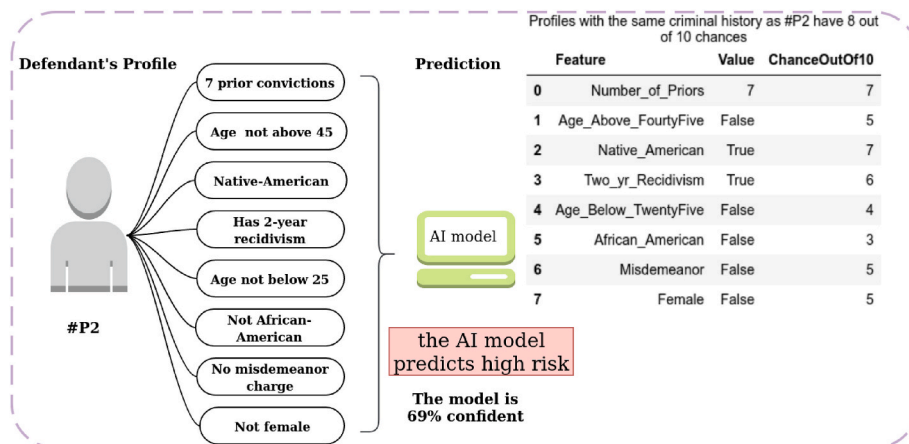 Profiles with the same criminal history as #P2 have 8 out
of 10 chances
Defendant's Profile
7 prior convictions
Age not above 45
Native-American
Has 2-year
recidivism
Age not below 25
Not African-
American
No misdemeanor
charge
Not female
#P2
Prediction
AI model
the AI model
predicts high risk
The model is
69% confident
Feature Value ChanceOutOf10
0 Number_of_Priors 7 7
1 Age_Above_FourtyFive False 5
2 Native_American True 7
3 Two_yr_Recidivism True 6
4 Age_Below_TwentyFive False 4
5 African_American False 3
6 Misdemeanor False 5
7 Female False 5